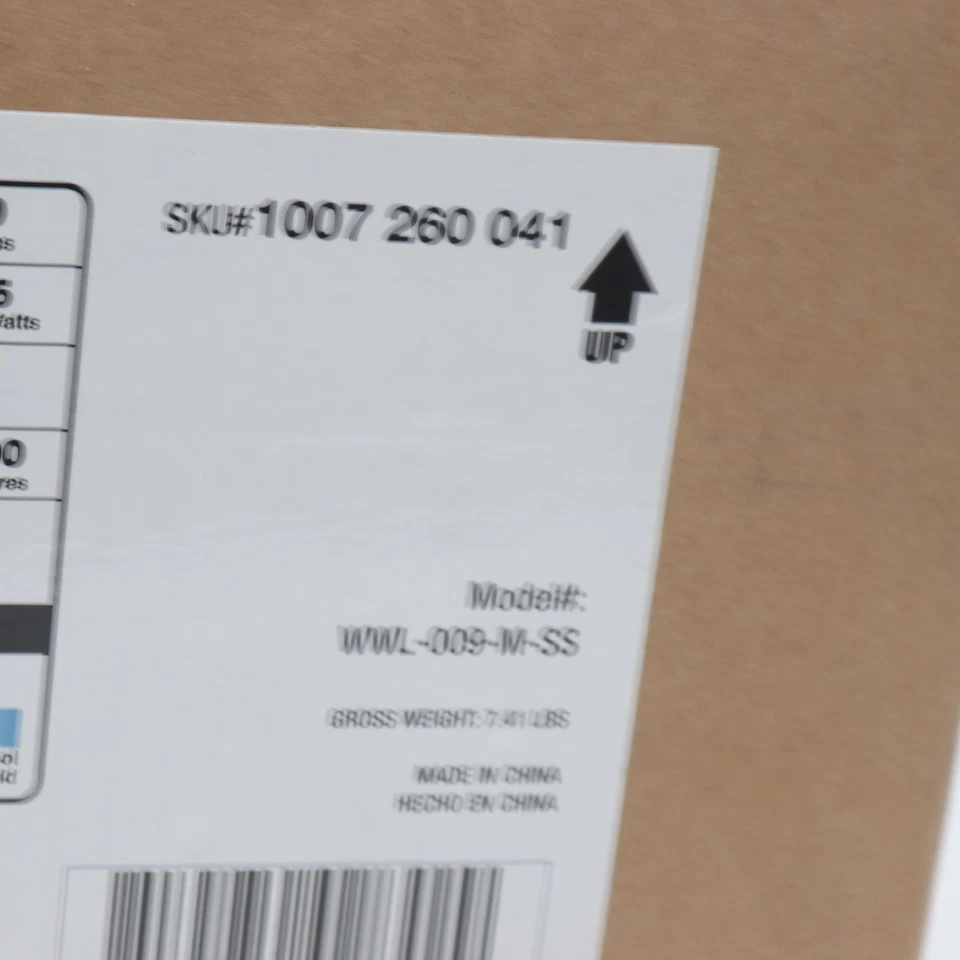 SKU#1007 260 041
UP
Model#:
WWL-009-M-SS
GROSS WEIGHT: 7.41 LBS
MADE IN CHINA
HECHO EN CHINA